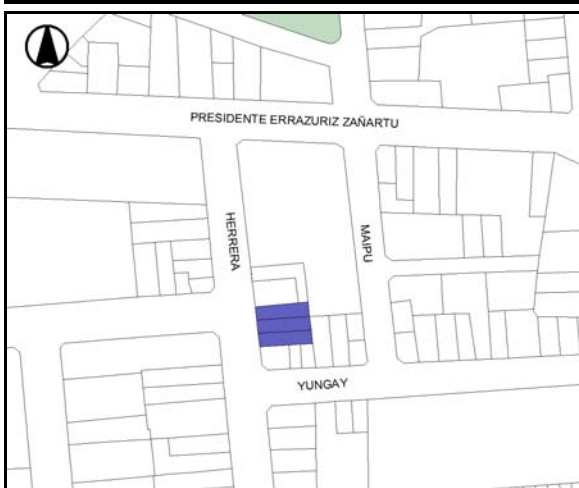 PRESIDENTE ERRAZURIZ ZAÑARTU
HERRERA
MAIPU
YUNGAY